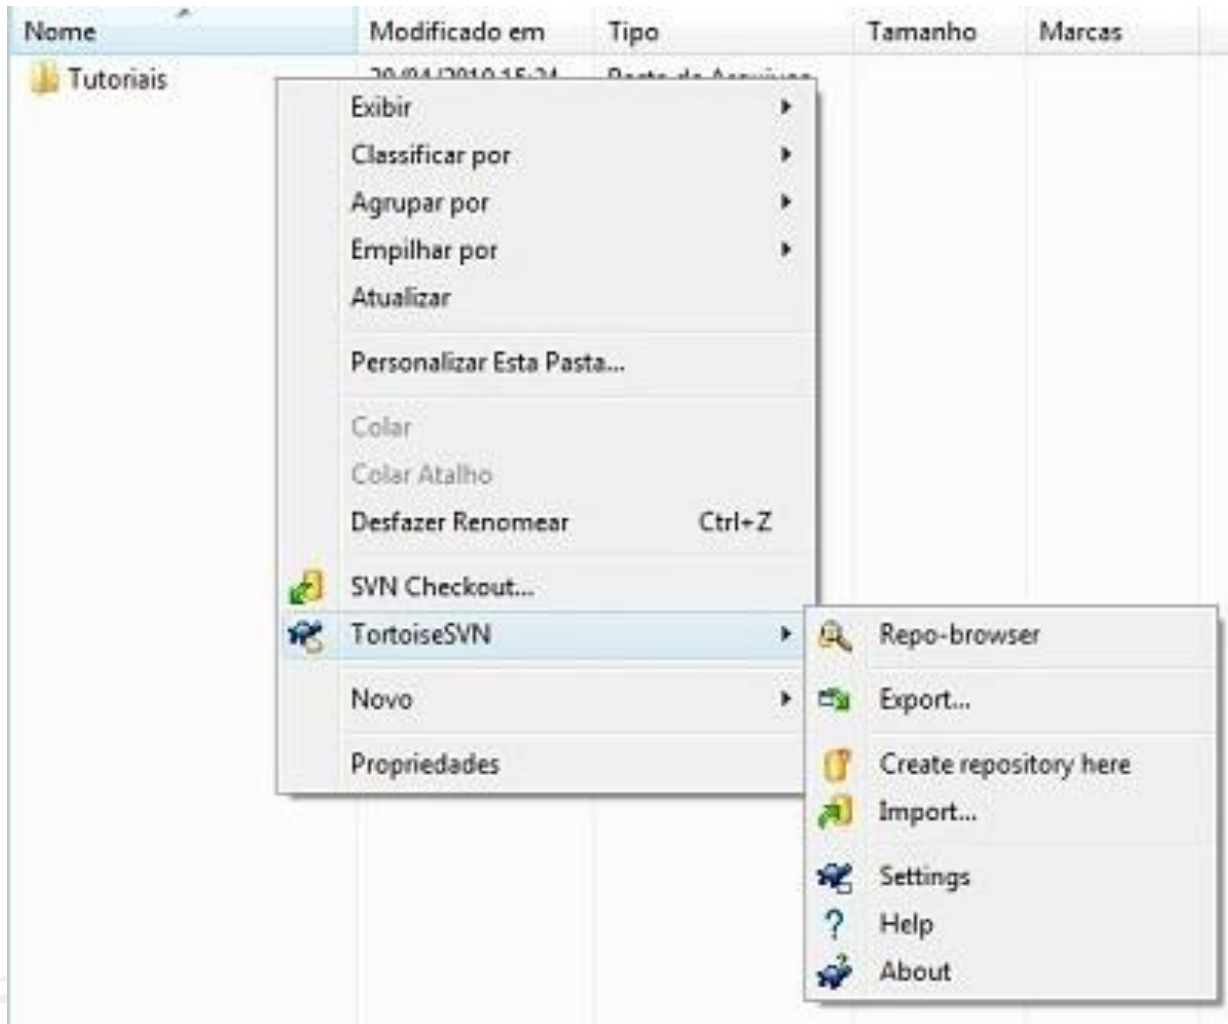 Nome Modificado em Tipo Tamanho Marcas
Tutoriais
Exibir
Classificar por
Agrupar por
Empilhar por
Atualizar
Personalizar Esta Pasta...
Colar
Colar Atalho
Desfazer Renomear Ctrl+Z
SVN Checkout...
TortoiseSVN
Novo
Propriedades
Repo-browser
Export...
Create repository here
Import...
Settings
Help
About